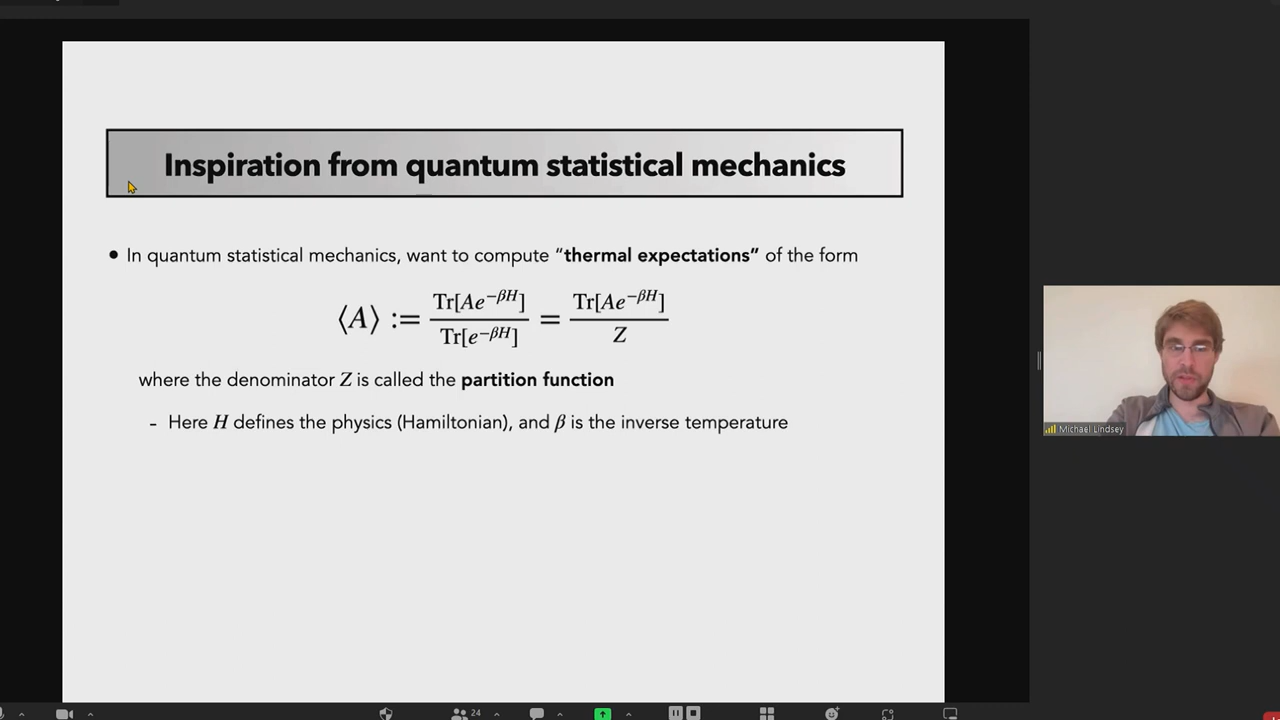 Inspiration from quantum statistical mechanics
• In quantum statistical mechanics, want to compute “thermal expectations” of the form
⟨A⟩ := Tr[Ae^{−βH}] / Tr[e^{−βH}] = Tr[Ae^{−βH}] / Z
where the denominator Z is called the partition function
- Here H defines the physics (Hamiltonian), and β is the inverse temperature
Michael Lindsey
24